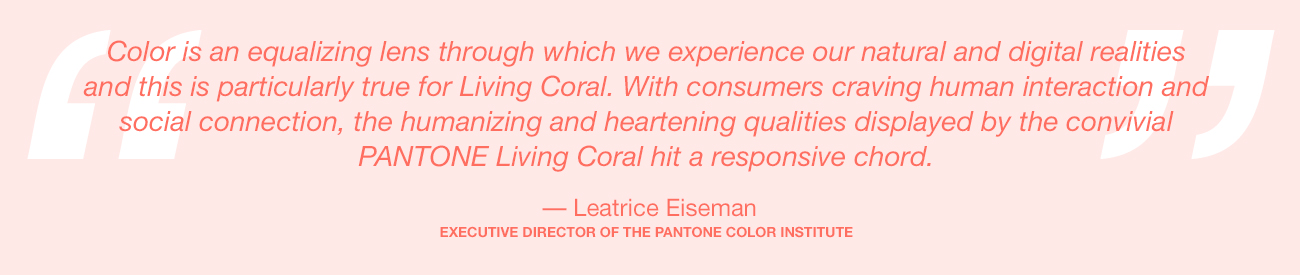 Color is an equalizing lens through which we experience our natural and digital realities
and this is particularly true for Living Coral. With consumers craving human interaction and
social connection, the humanizing and heartening qualities displayed by the convivial
PANTONE Living Coral hit a responsive chord.
— Leatrice Eiseman
EXECUTIVE DIRECTOR OF THE PANTONE COLOR INSTITUTE